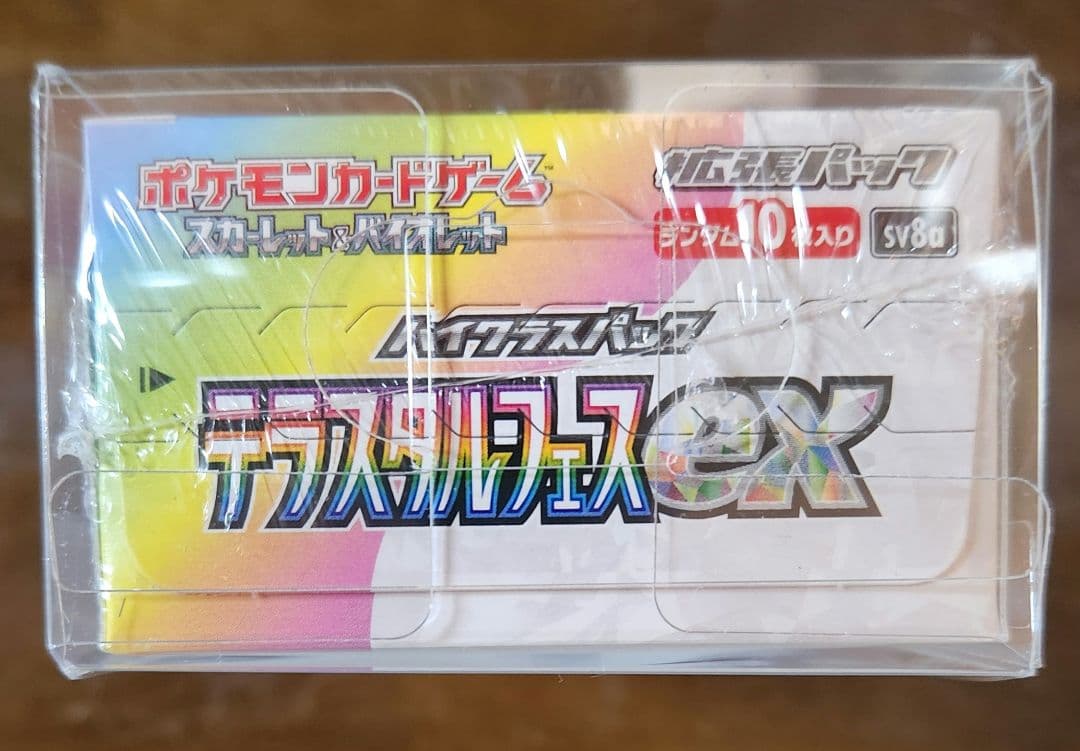 ポケモンカードゲーム™
スカーレット&バイオレット
拡張パック
ランダム10枚入り
sv8a
ハイクラスパック
テラスタルフェスex